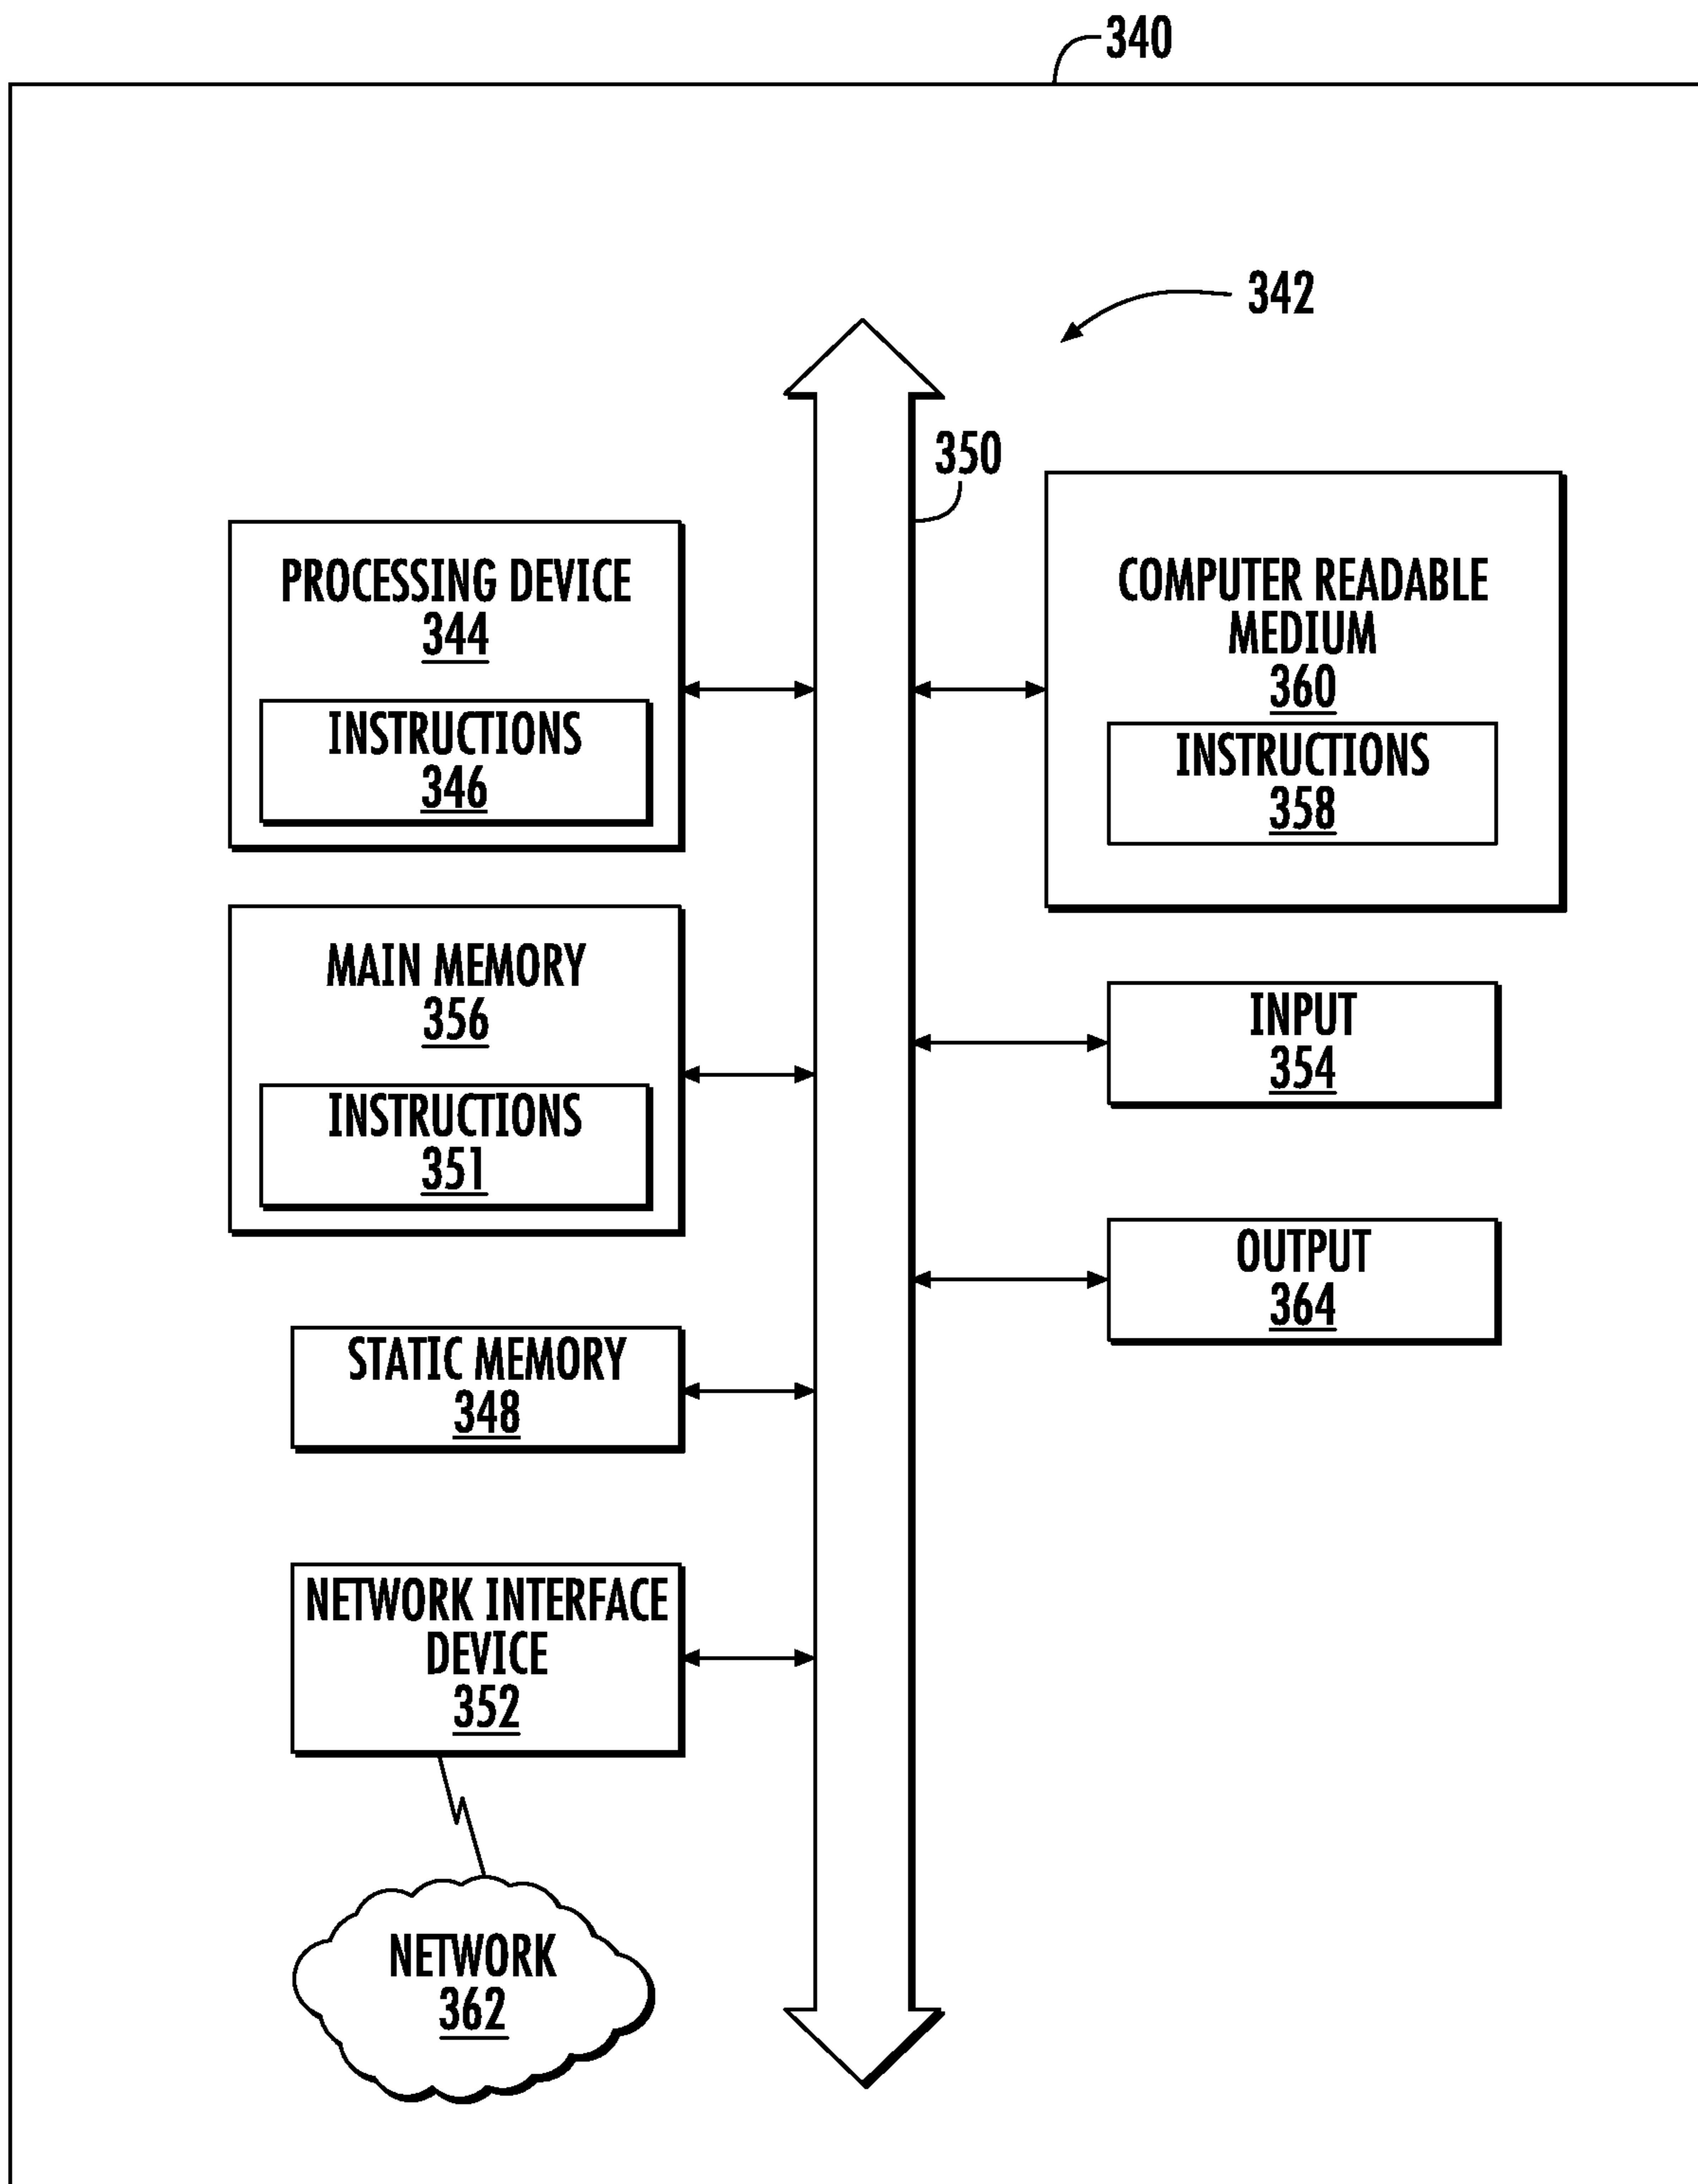 340
342
350
PROCESSING DEVICE
344
INSTRUCTIONS
346
COMPUTER READABLE
MEDIUM
360
INSTRUCTIONS
358
MAIN MEMORY
356
INSTRUCTIONS
351
INPUT
354
OUTPUT
364
STATIC MEMORY
348
NETWORK INTERFACE
DEVICE
352
NETWORK
362